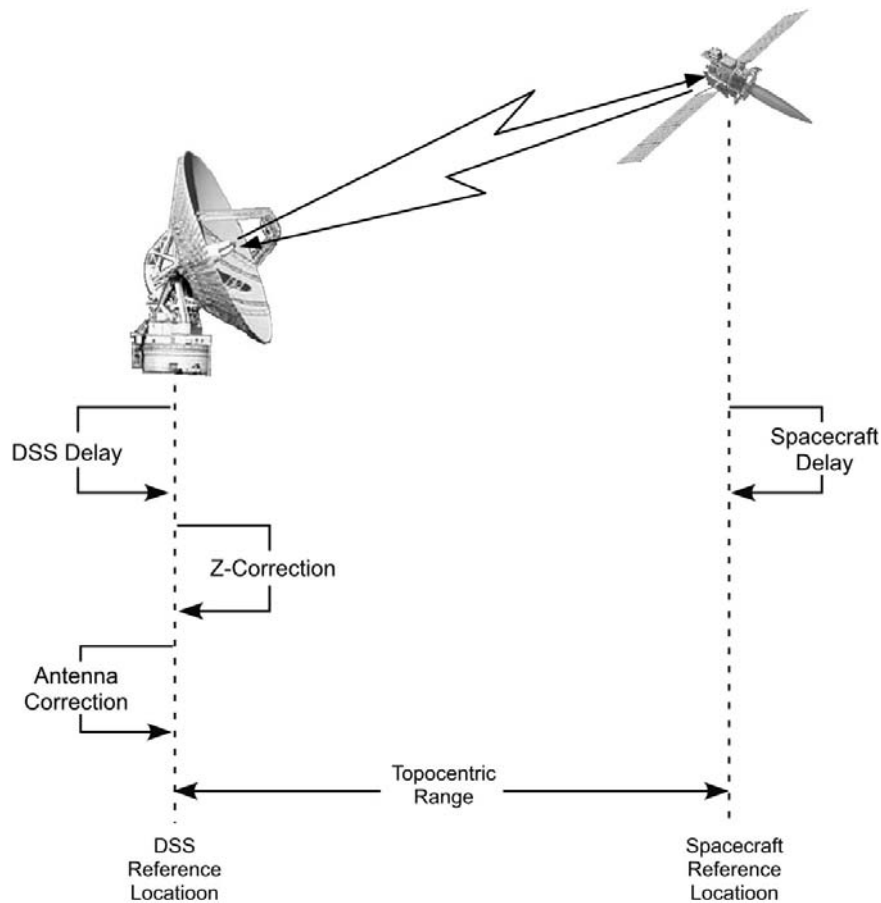 DSS Delay
Spacecraft
Delay
Z-Correction
Antenna
Correction
Topocentric
Range
DSS
Reference
Locatioon
Spacecraft
Reference
Locatioon